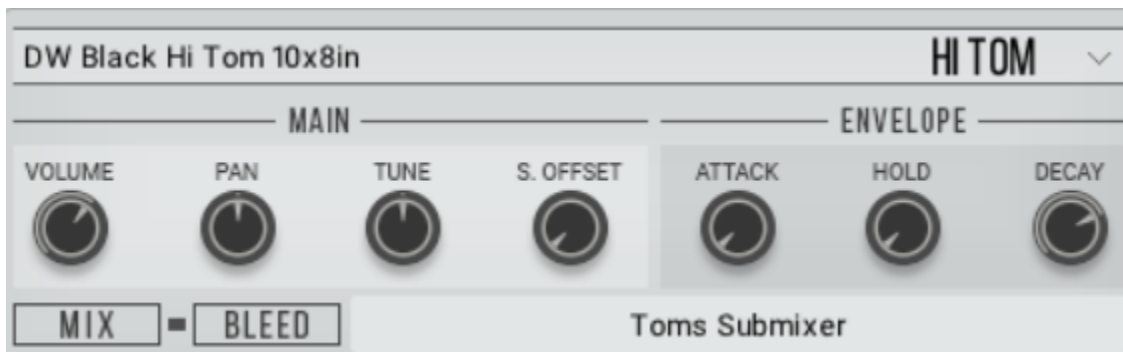 DW Black Hi Tom 10x8in HI TOM
MAIN ENVELOPE
VOLUME PAN TUNE S. OFFSET ATTACK HOLD DECAY
MIX BLEED Toms Submixer